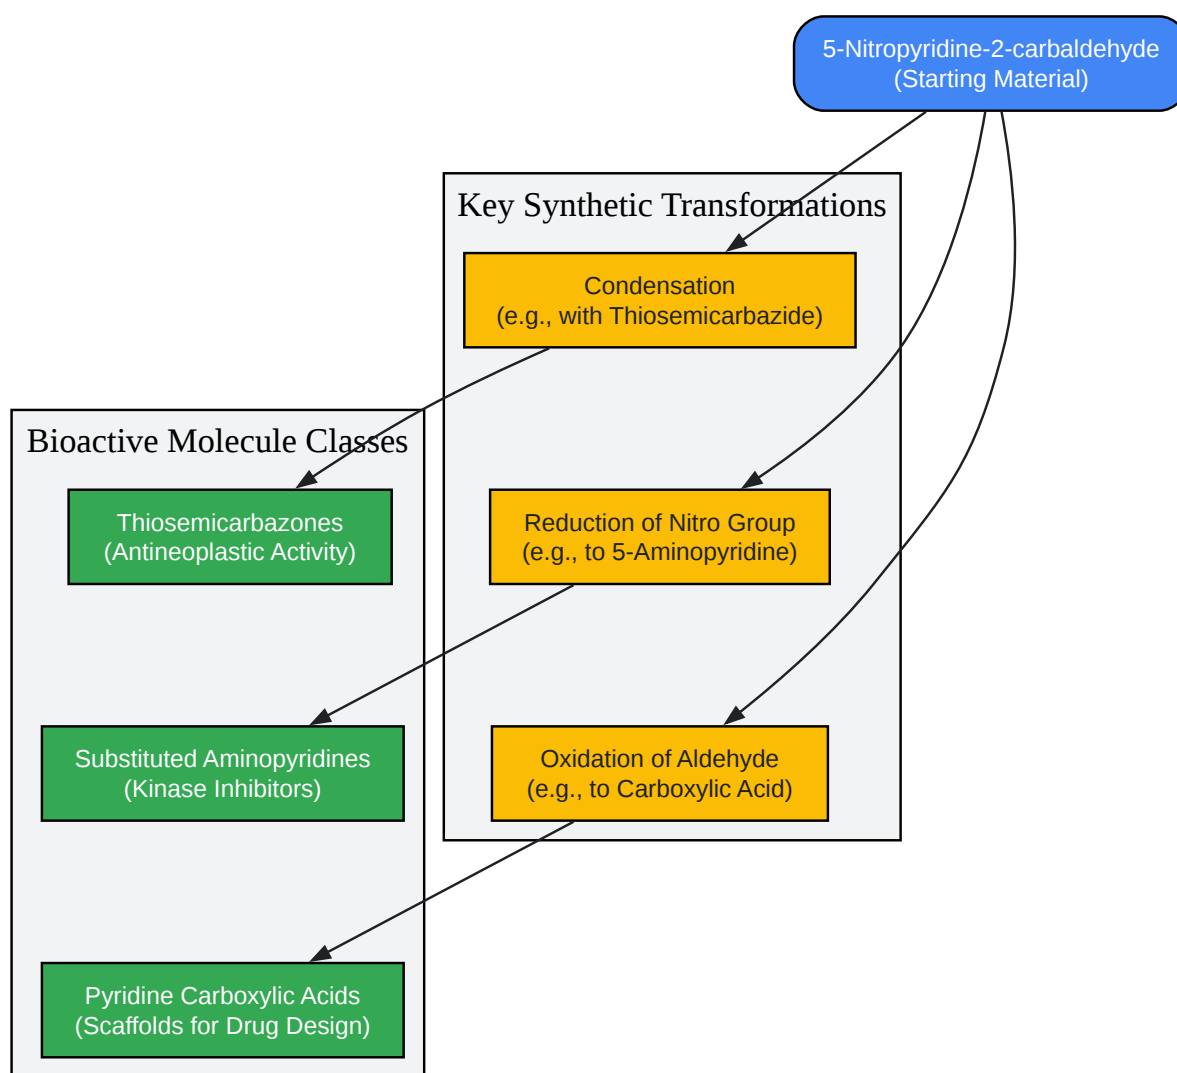 5-Nitropyridine-2-carbaldehyde
(Starting Material)
Key Synthetic Transformations
Condensation
(e.g., with Thiosemicarbazide)
Reduction of Nitro Group
(e.g., to 5-Aminopyridine)
Oxidation of Aldehyde
(e.g., to Carboxylic Acid)
Bioactive Molecule Classes
Thiosemicarbazones
(Antineoplastic Activity)
Substituted Aminopyridines
(Kinase Inhibitors)
Pyridine Carboxylic Acids
(Scaffolds for Drug Design)